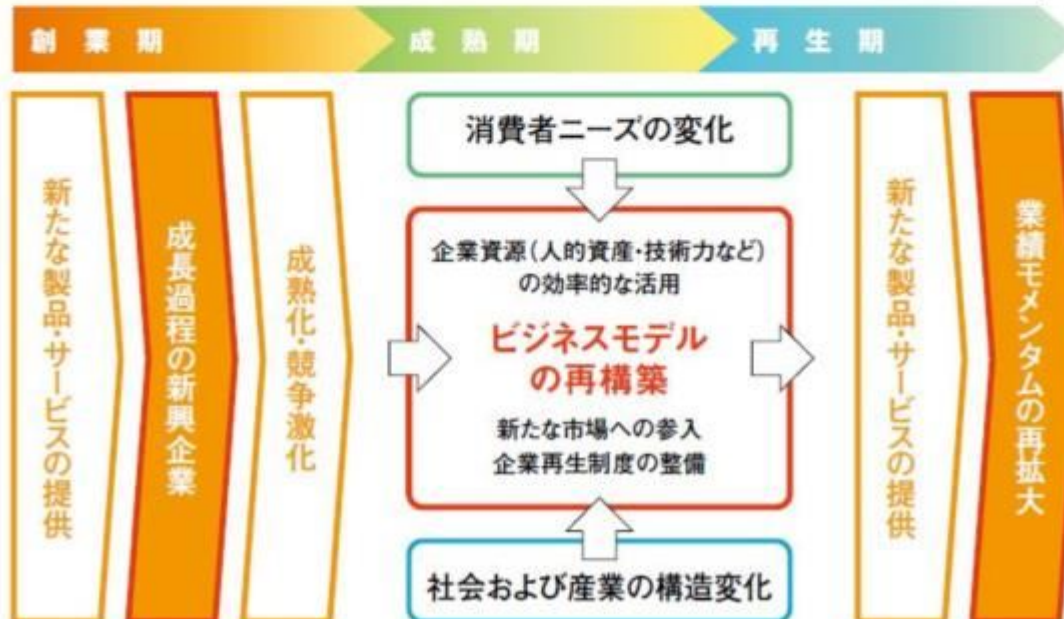 創業期
成熟期
再生期
新たな製品・サービスの提供
成長過程の新興企業
成熟化・競争激化
消費者ニーズの変化
企業資源(人的資産・技術力など)
の効率的な活用
ビジネスモデル
の再構築
新たな市場への参入
企業再生制度の整備
社会および産業の構造変化
新たな製品・サービスの提供
業績モメンタムの再拡大